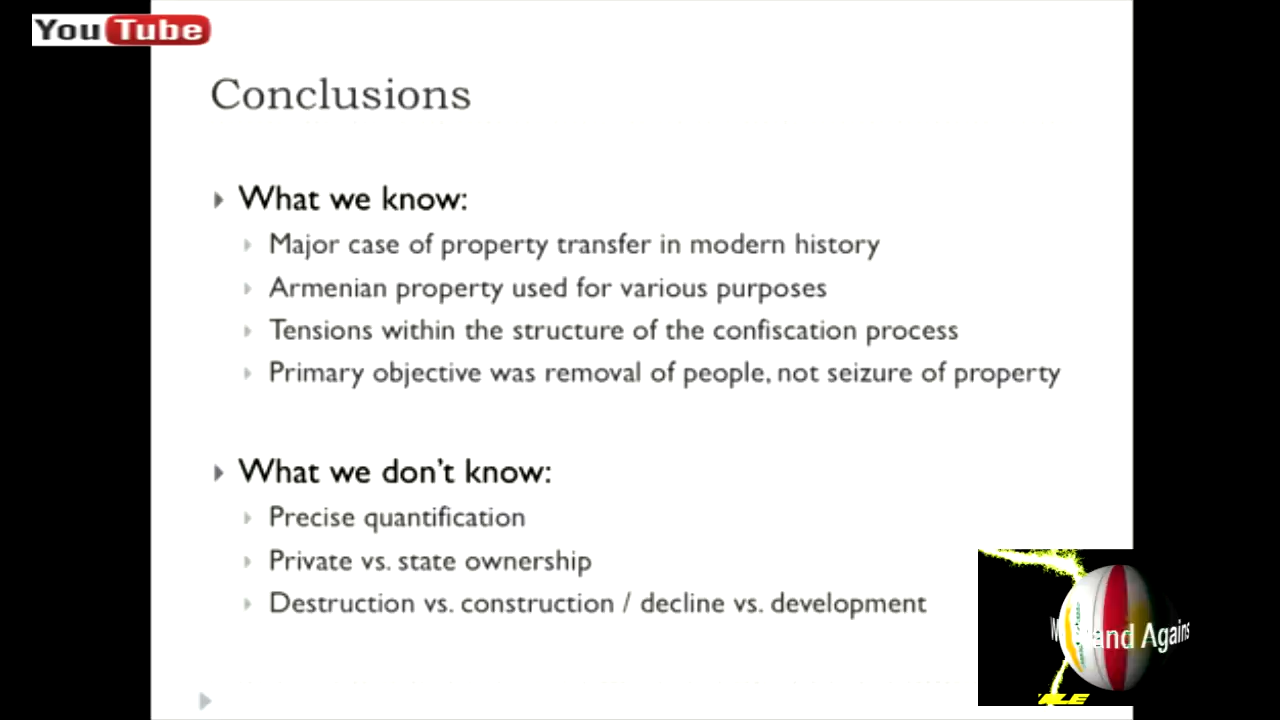 YouTube
Conclusions
What we know:
Major case of property transfer in modern history
Armenian property used for various purposes
Tensions within the structure of the confiscation process
Primary objective was removal of people, not seizure of property
What we don't know:
Precise quantification
Private vs. state ownership
Destruction vs. construction / decline vs. development
and Agains